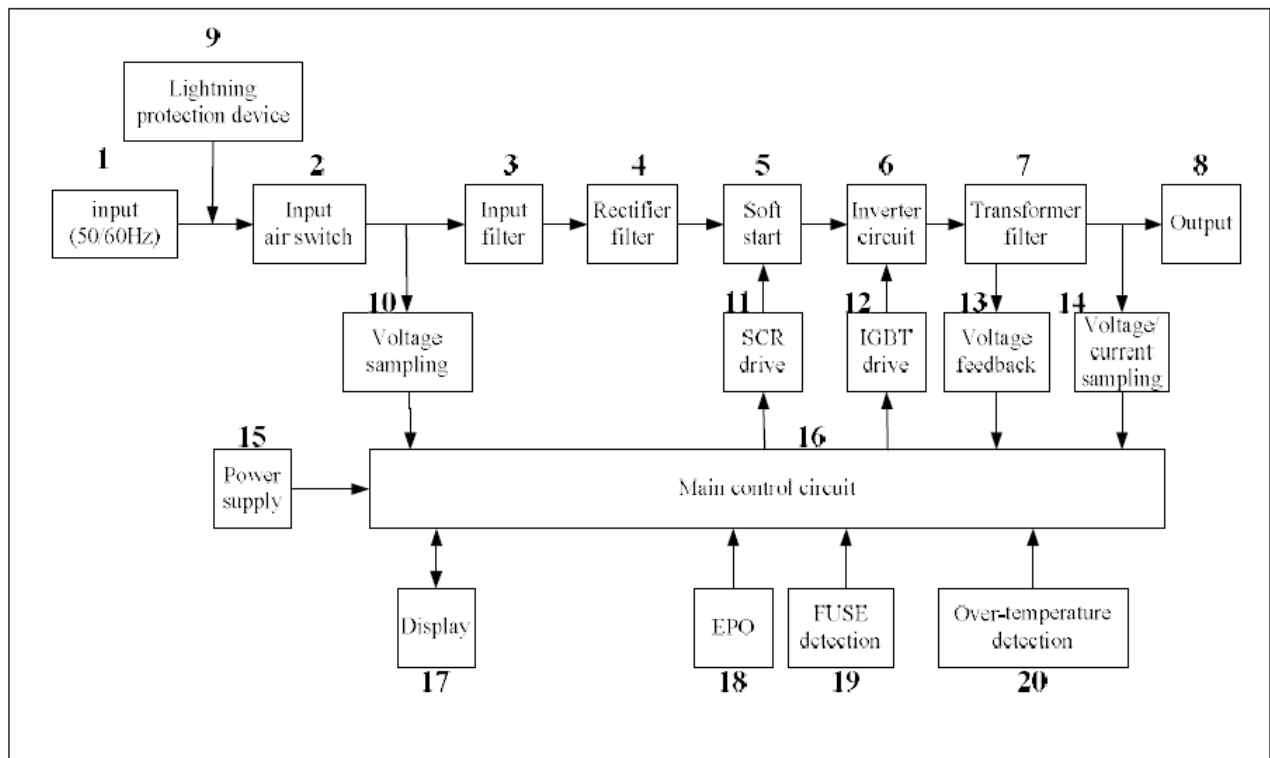 9
Lightning
protection device
1
2
3
4
5
6
7
8
input
(50/60Hz)
Input
air switch
Input
filter
Rectifier
filter
Soft
start
Inverter
circuit
Transformer
filter
Output
10
11
12
13
14
Voltage
sampling
SCR
drive
IGBT
drive
Voltage
feedback
Voltage/
current
sampling
15
16
Power
supply
Main control circuit
Display
EPO
FUSE
detection
Over-temperature
detection
17
18
19
20